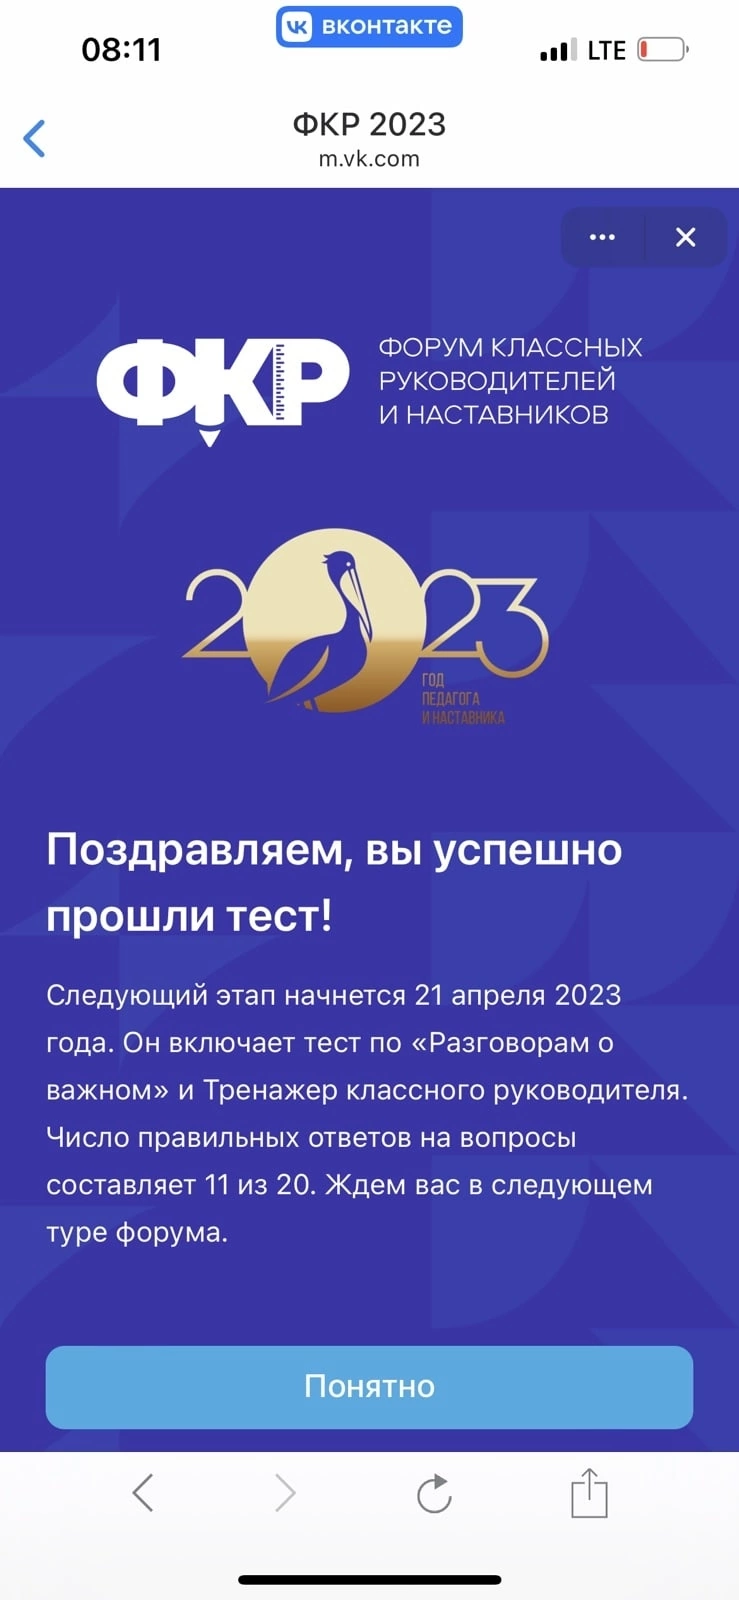 вконтакте
08:11
LTE
ФКР 2023
m.vk.com
ФКР
ФОРУМ КЛАССНЫХ
РУКОВОДИТЕЛЕЙ
И НАСТАВНИКОВ
2023
ГОД
ПЕДАГОГА
И НАСТАВНИКА
Поздравляем, вы успешно
прошли тест!
Следующий этап начнется 21 апреля 2023
года. Он включает тест по «Разговорам о
важном» и Тренажер классного руководителя.
Число правильных ответов на вопросы
составляет 11 из 20. Ждем вас в следующем
туре форума.
Понятно